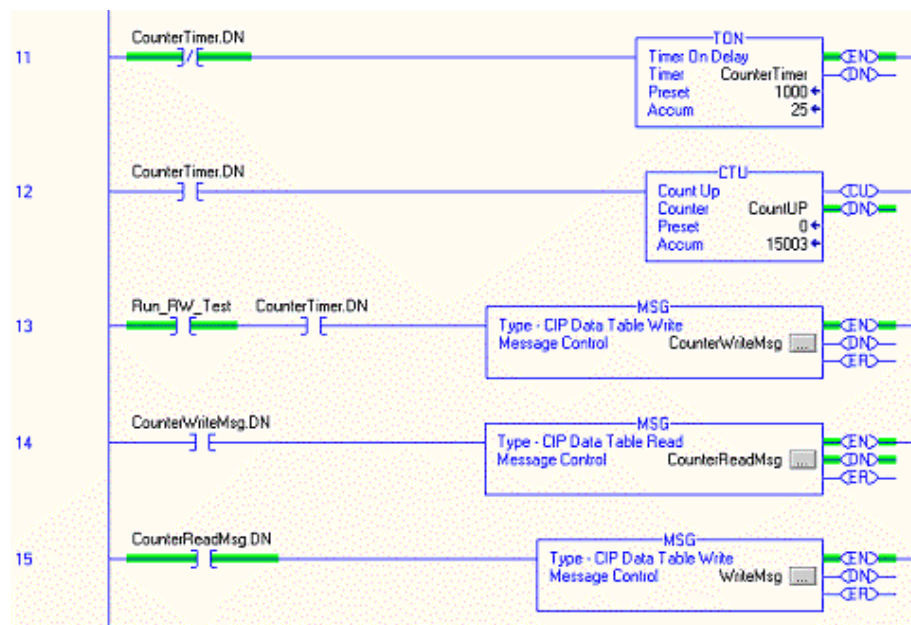 CounterTimer.DN
TON
11
Timer On Delay
EN
Timer CounterTimer
DN
Preset 1000
Accum 25
CounterTimer.DN
CTU
12
Count Up
CU
Counter CountUP
DN
Preset 0
Accum 15003
Run_RW_Test CounterTimer.DN
MSG
13
Type - CIP Data Table Write
EN
Message Control CounterWriteMsg ...
DN
ER
CounterWriteMsg.DN
MSG
14
Type - CIP Data Table Read
EN
Message Control CounterReadMsg ...
DN
ER
CounterReadMsg.DN
MSG
15
Type - CIP Data Table Write
EN
Message Control WriteMsg ...
DN
ER